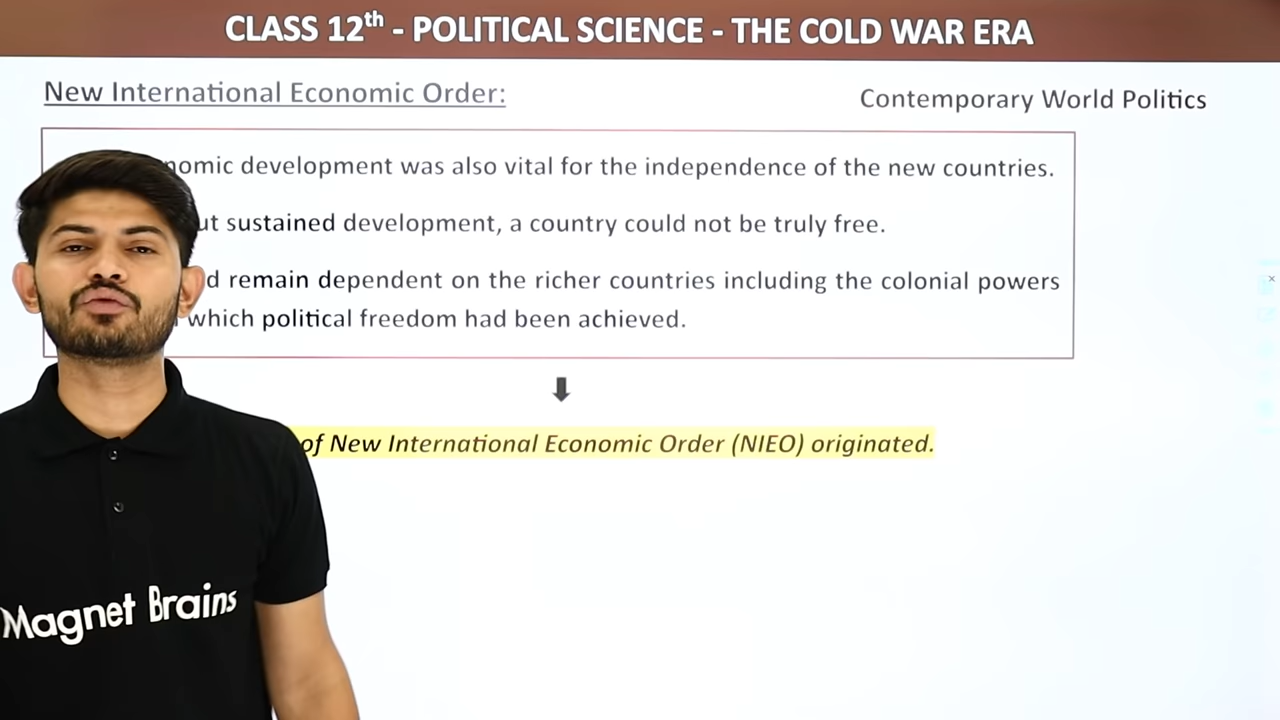 CLASS 12th - POLITICAL SCIENCE - THE COLD WAR ERA
New International Economic Order:
Contemporary World Politics
nomic development was also vital for the independence of the new countries.
ut sustained development, a country could not be truly free.
d remain dependent on the richer countries including the colonial powers
which political freedom had been achieved.
of New International Economic Order (NIEO) originated.
Magnet Brains